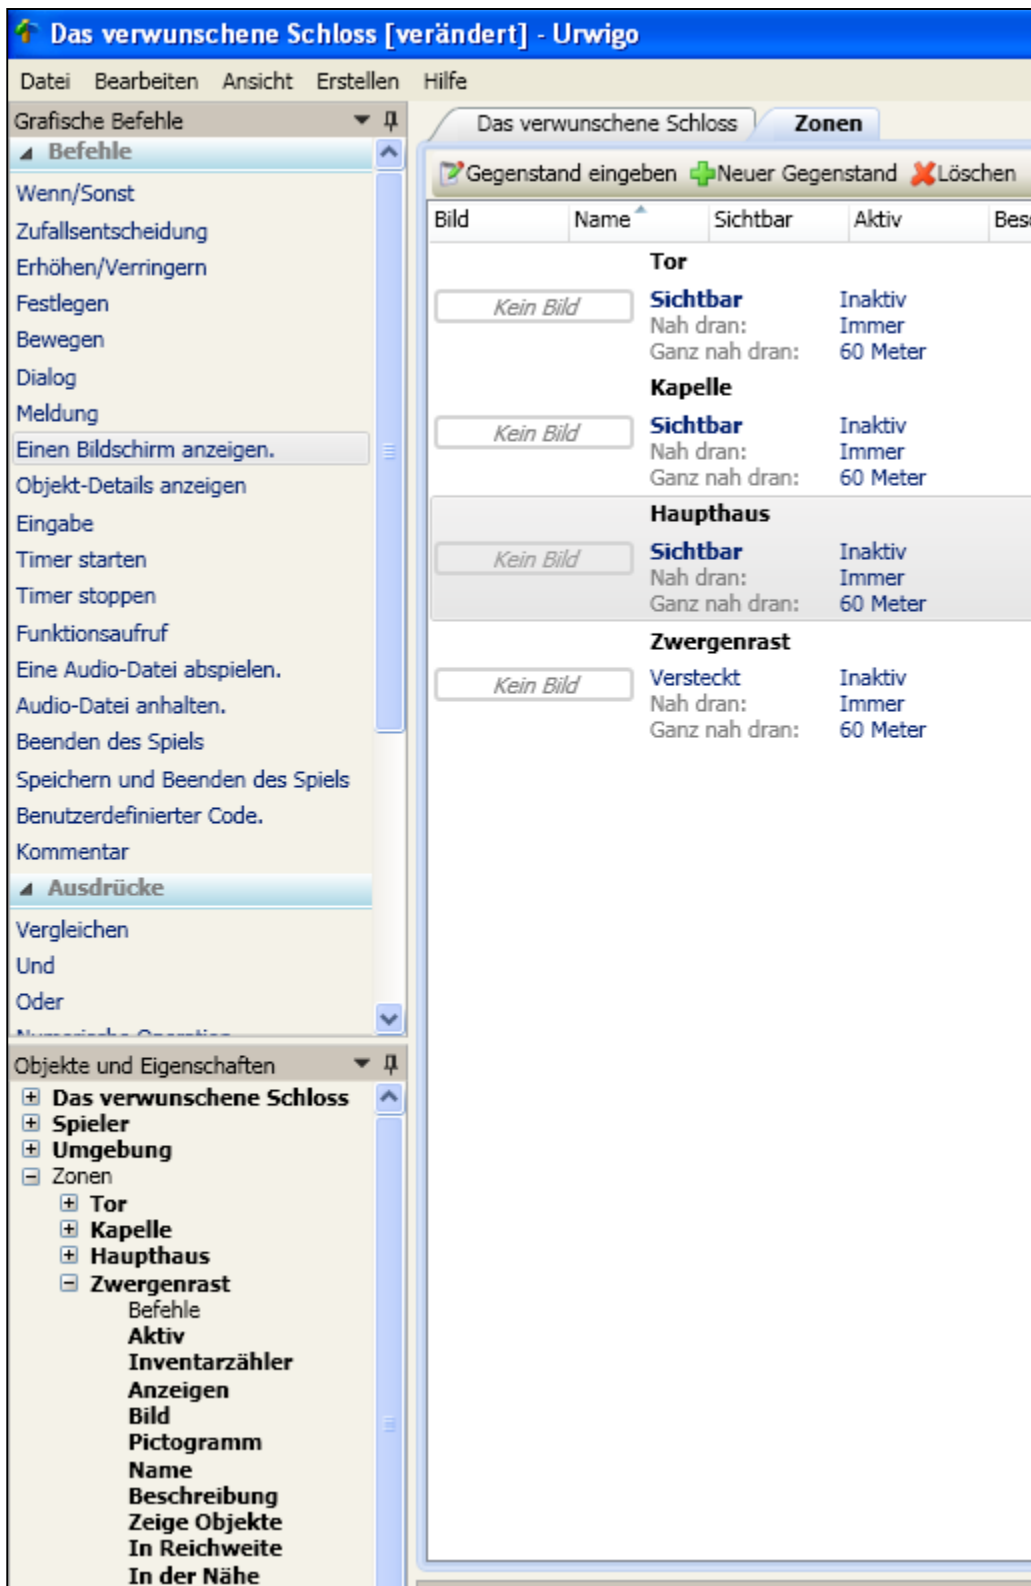 Das verwunschene Schloss [verändert] - Urwigo
Datei Bearbeiten Ansicht Erstellen Hilfe
Grafische Befehle
Befehle
Wenn/Sonst
Zufallsentscheidung
Erhöhen/Verringern
Festlegen
Bewegen
Dialog
Meldung
Einen Bildschirm anzeigen.
Objekt-Details anzeigen
Eingabe
Timer starten
Timer stoppen
Funktionsaufruf
Eine Audio-Datei abspielen.
Audio-Datei anhalten.
Beenden des Spiels
Speichern und Beenden des Spiels
Benutzerdefinierter Code.
Kommentar
Ausdrücke
Vergleichen
Und
Oder
Objekte und Eigenschaften
Das verwunschene Schloss
Spieler
Umgebung
Zonen
Tor
Kapelle
Haupthaus
Zwergenrast
Befehle
Aktiv
Inventarzähler
Anzeigen
Bild
Pictogramm
Name
Beschreibung
Zeige Objekte
In Reichweite
In der Nähe
Das verwunschene Schloss Zonen
Gegenstand eingeben Neuer Gegenstand Löschen
Bild Name Sichtbar Aktiv
Tor
Kein Bild Sichtbar Inaktiv
Nah dran: Immer
Ganz nah dran: 60 Meter
Kapelle
Kein Bild Sichtbar Inaktiv
Nah dran: Immer
Ganz nah dran: 60 Meter
Haupthaus
Kein Bild Sichtbar Inaktiv
Nah dran: Immer
Ganz nah dran: 60 Meter
Zwergenrast
Kein Bild Versteckt Inaktiv
Nah dran: Immer
Ganz nah dran: 60 Meter